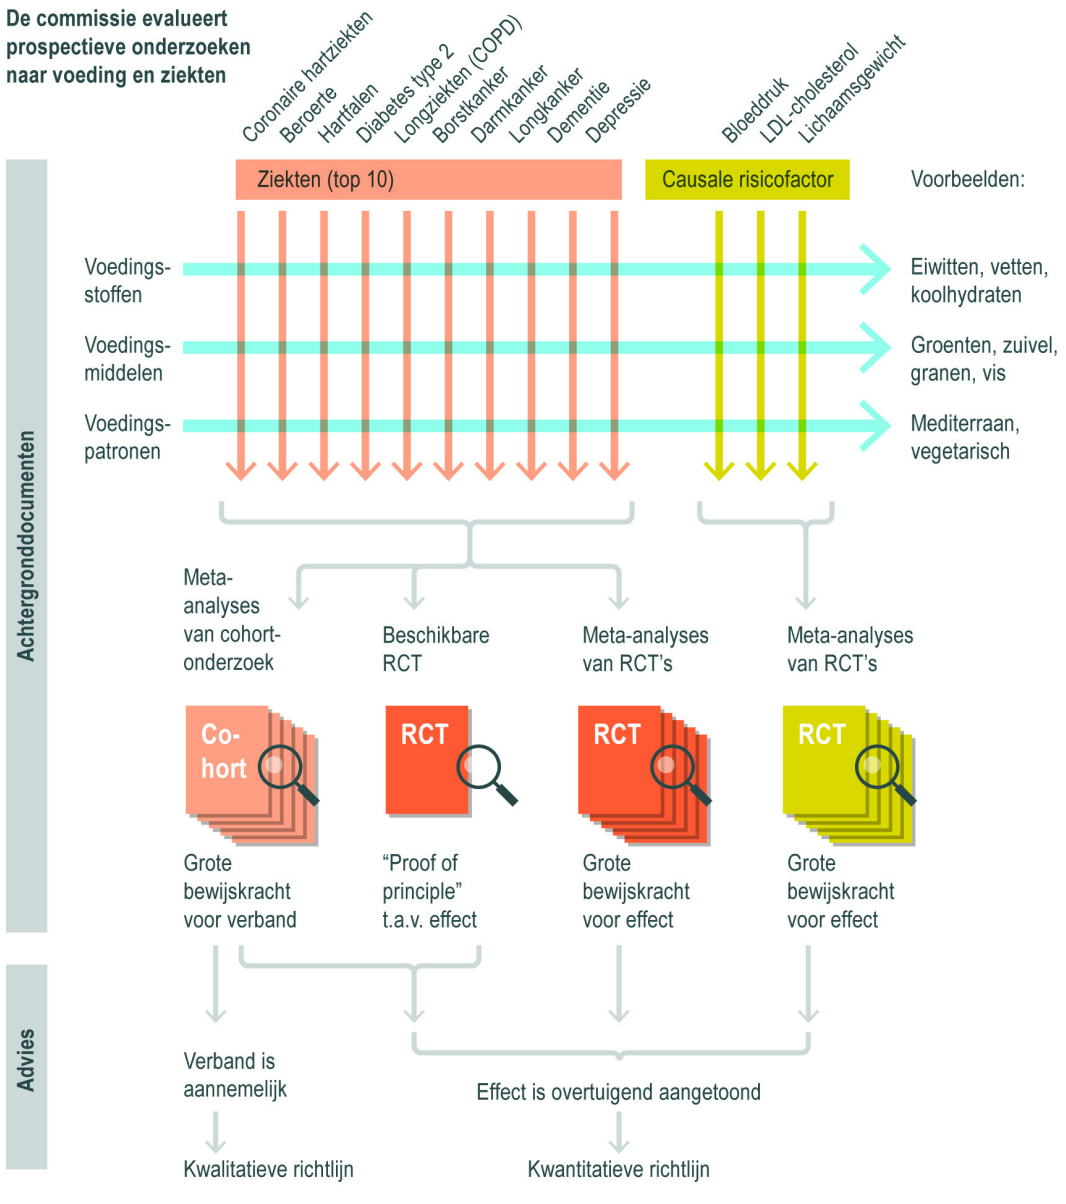 De commissie evalueert
prospectieve onderzoeken
naar voeding en ziekten
Coronaire hartziekten
Beroerte
Hartfalen
Diabetes type 2
Longziekten (COPD)
Borstkanker
Darmkanker
Longkanker
Dementie
Depressie
Bloeddruk
LDL-cholesterol
Lichaamsgewicht
Ziekten (top 10)
Causale risicofactor
Voorbeelden:
Voedings-
stoffen
Eiwitten, vetten,
koolhydraten
Voedings-
middelen
Groenten, zuivel,
granen, vis
Voedings-
patronen
Mediterraan,
vegetarisch
Achtergronddocumenten
Meta-
analyses
van cohort-
onderzoek
Beschikbare
RCT
Meta-analyses
van RCT's
Meta-analyses
van RCT's
Co-
hort
RCT
RCT
RCT
Grote
bewijskracht
voor verband
“Proof of
principle”
t.a.v. effect
Grote
bewijskracht
voor effect
Grote
bewijskracht
voor effect
Advies
Verband is
aannemelijk
Effect is overtuigend aangetoond
Kwalitatieve richtlijn
Kwantitatieve richtlijn